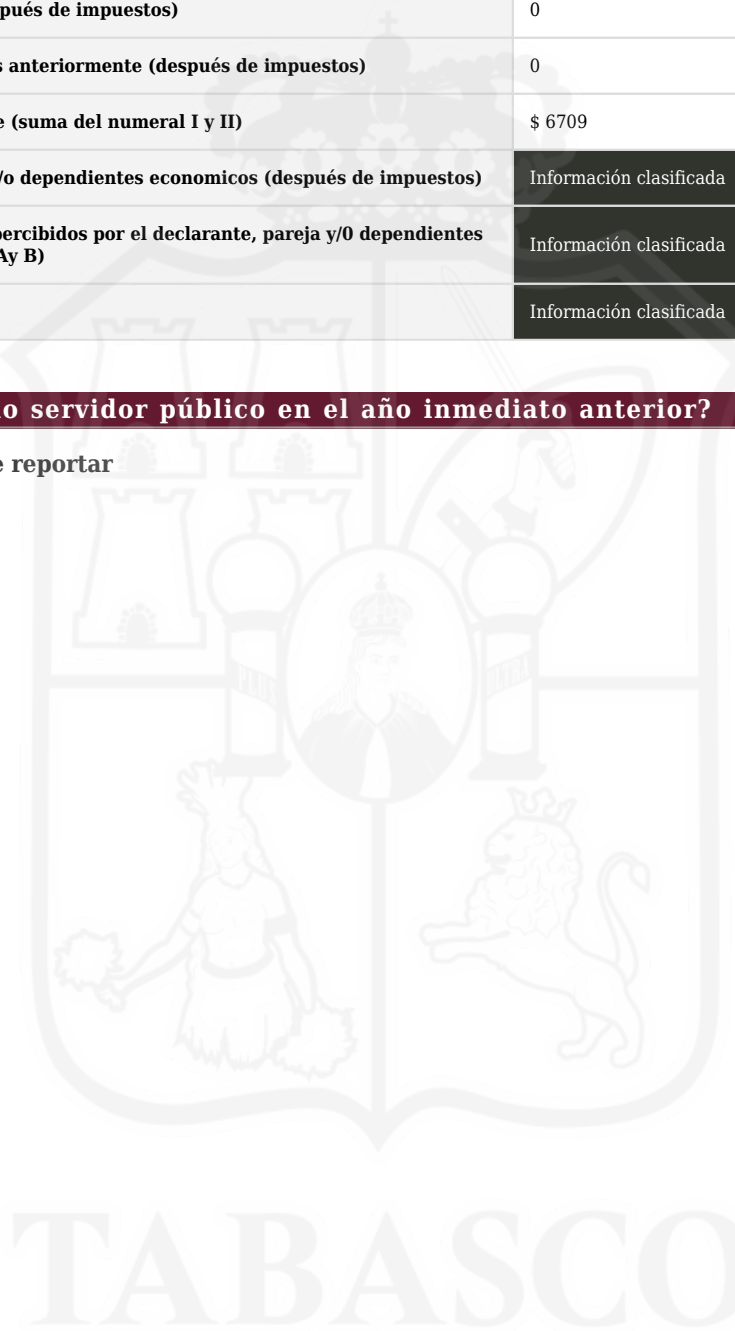 pués de impuestos)
0
s anteriormente (después de impuestos)
0
e (suma del numeral I y II)
$ 6709
/o dependientes economicos (después de impuestos)
Información clasificada
percibidos por el declarante, pareja y/0 dependientes
Ay B)
Información clasificada
Información clasificada
o servidor público en el año inmediato anterior?
e reportar
PLUS
ULTRA
TABASCO